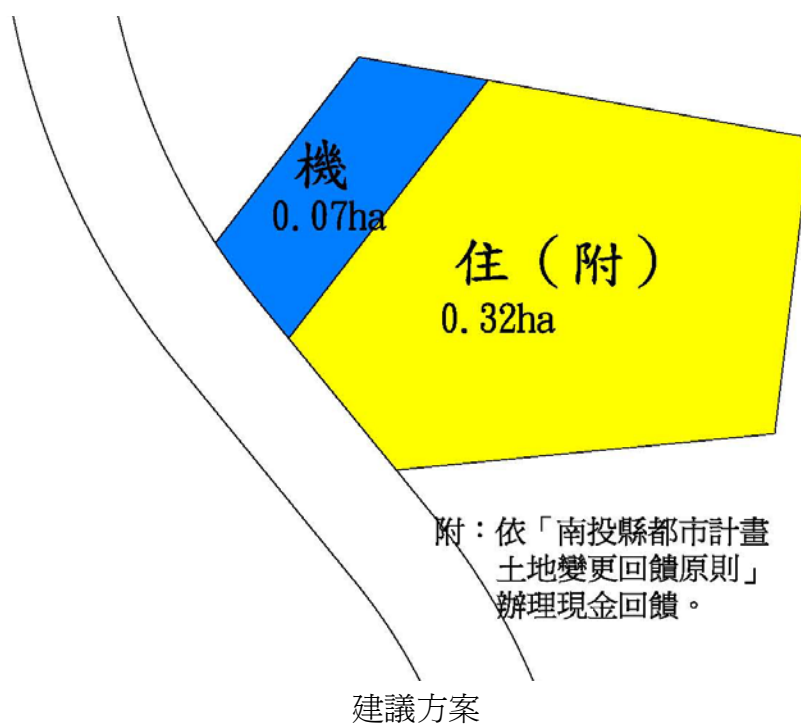 機
0.07ha
住（附）
0.32ha
附：依「南投縣都市計畫
土地變更回饋原則」
辦理現金回饋。
建議方案